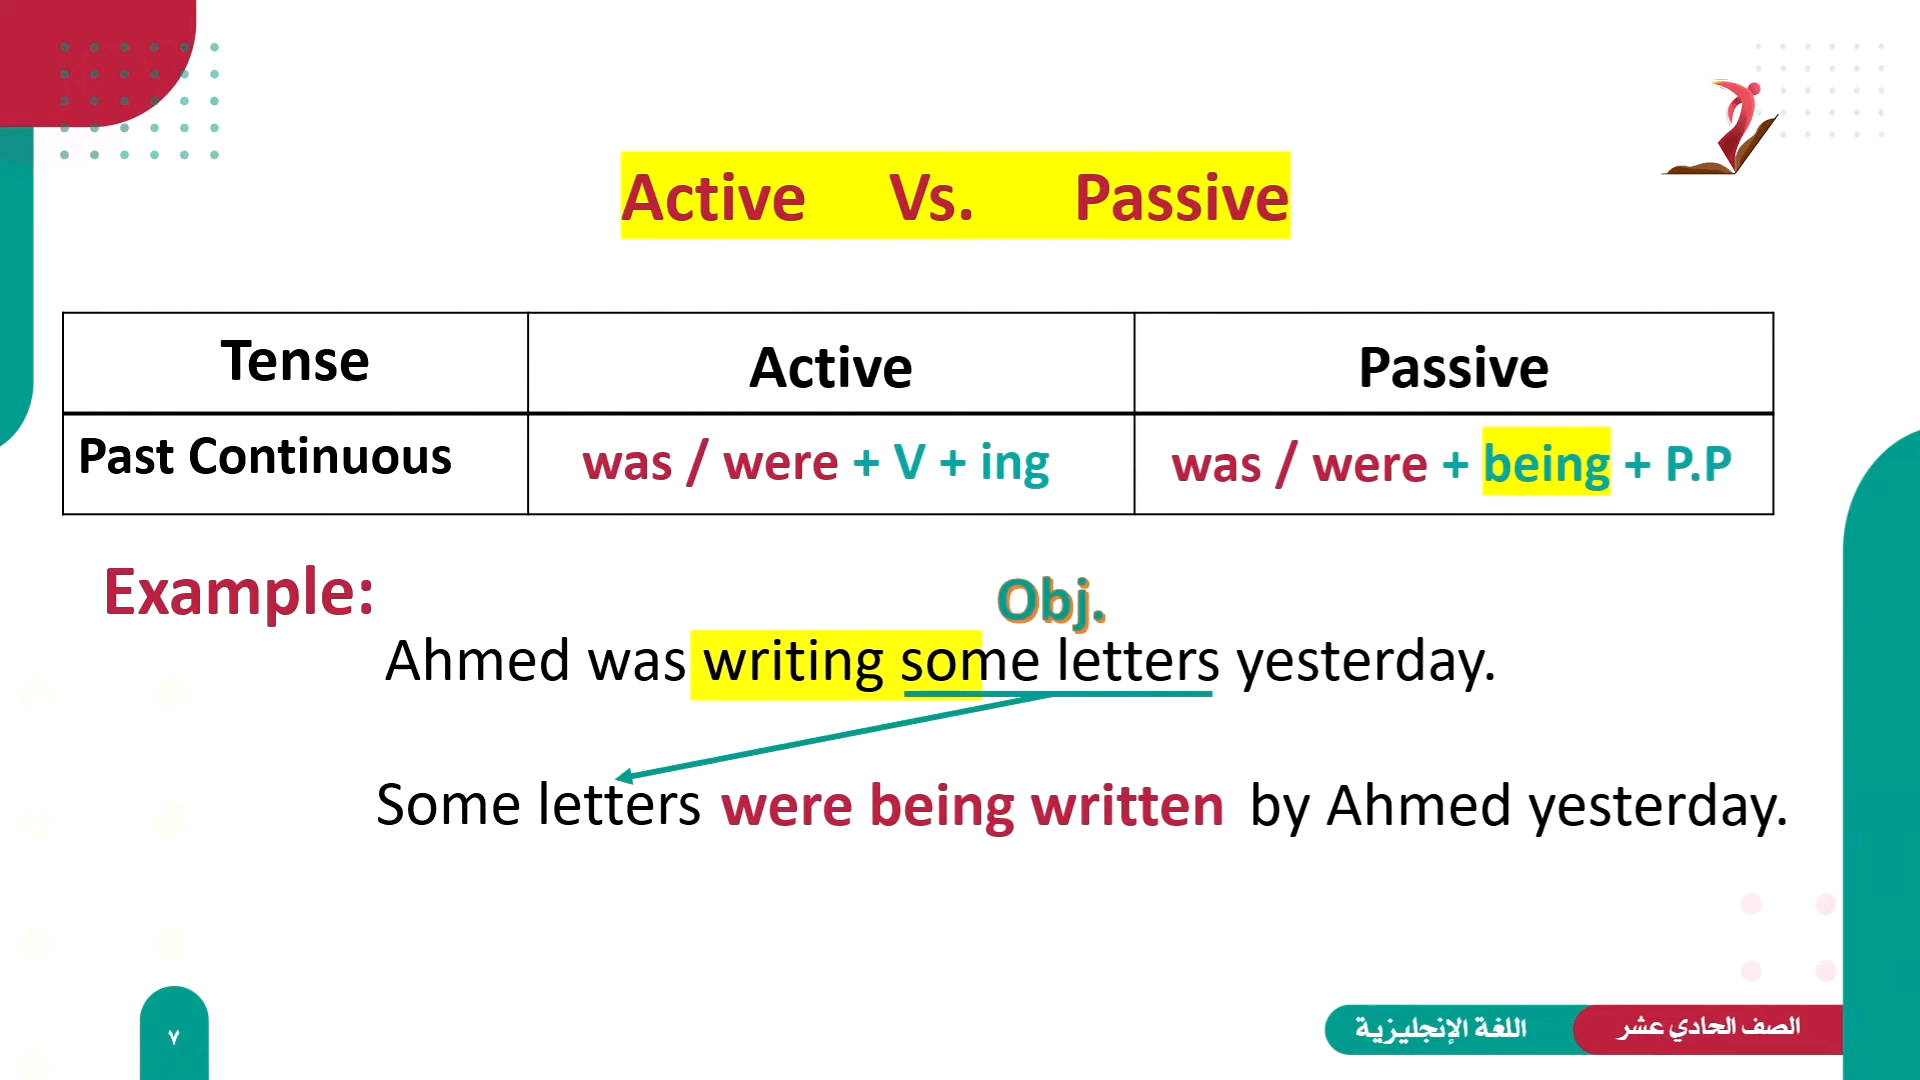 Active Vs. Passive
Tense Active Passive
Past Continuous was / were + V + ing was / were + being + P.P
Example:
Obj.
Ahmed was writing some letters yesterday.
Some letters were being written by Ahmed yesterday.
٧
اللغة الإنجليزية
الصف الحادي عشر